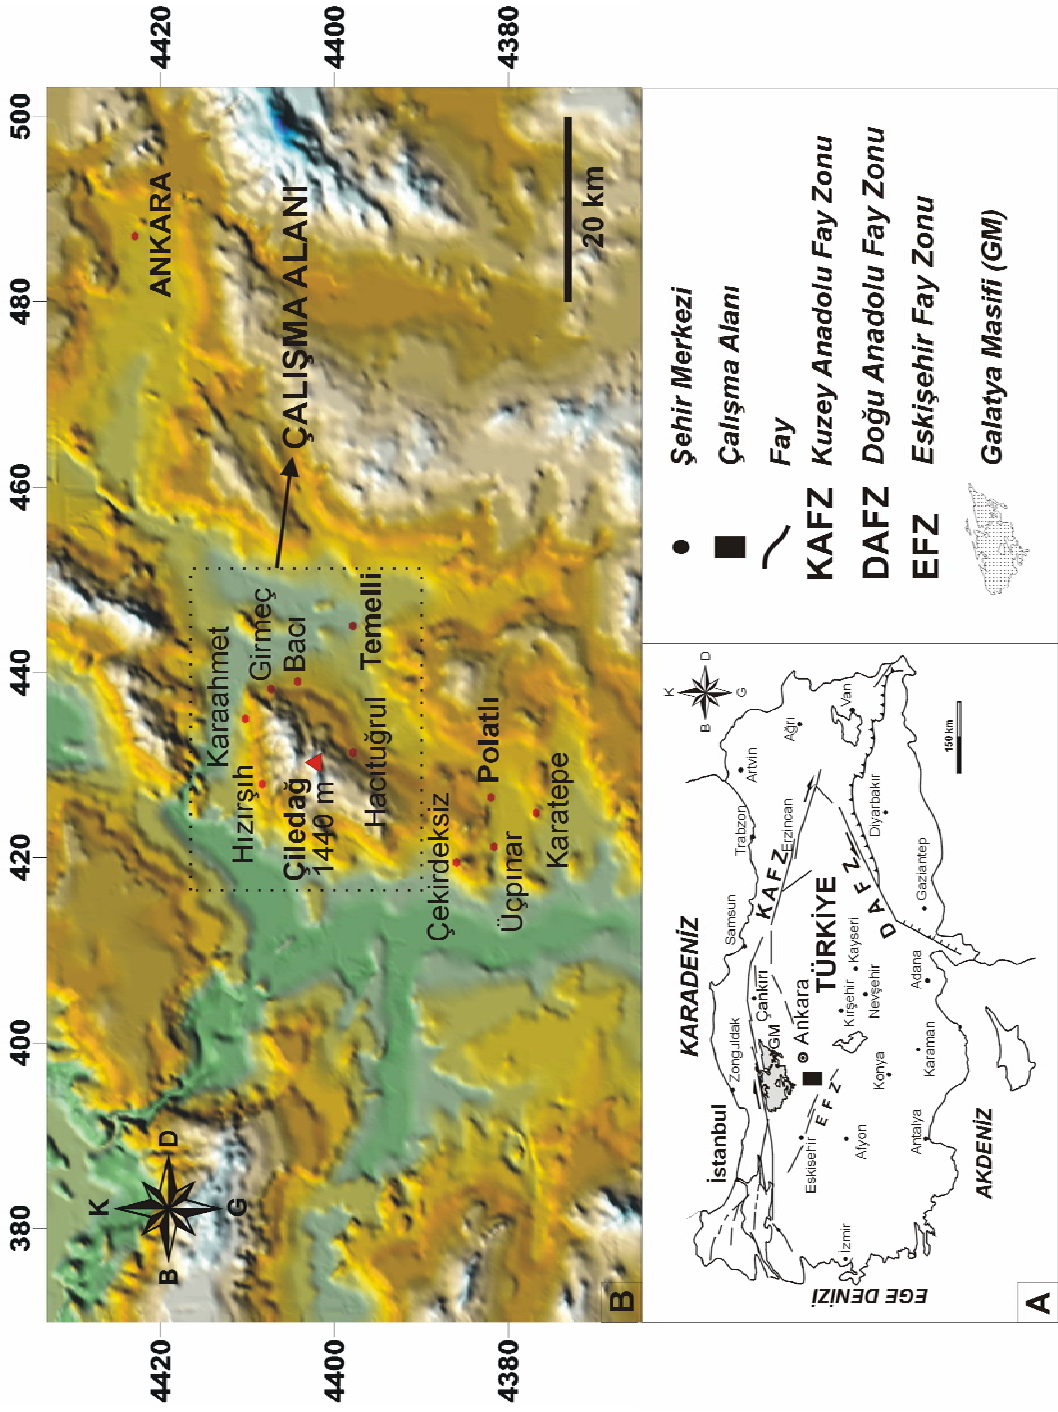 380
400
420
440
460
480
500
4420
4400
4380
4420
4400
4380
K
B
D
G
ANKARA
ÇALIŞMA ALANI
20 km
Karaahmet
Girmeç
Bacı
Temelli
Hızırşıh
Çiledağ
1440 m
Hacıtuğrul
Çekirdeksiz
Polatlı
Üçpınar
Karatepe
B
KARADENİZ
K
B
D
G
İstanbul
Zonguldak
Samsun
Trabzon
Artvin
Çankırı
KAFZ
Erzincan
Ağrı
GM
Ankara
TÜRKİYE
Van
EFZ
Eskisehir
Kırşehir
Kayseri
Nevşehir
DAFZ
Diyarbakır
Afyon
Konya
İzmir
Antalya
Karaman
Adana
Gaziantep
EGE DENİZİ
AKDENİZ
150 km
A
Şehir Merkezi
Çalışma Alanı
Fay
KAFZ Kuzey Anadolu Fay Zonu
DAFZ Doğu Anadolu Fay Zonu
EFZ Eskişehir Fay Zonu
Galatya Masifi (GM)